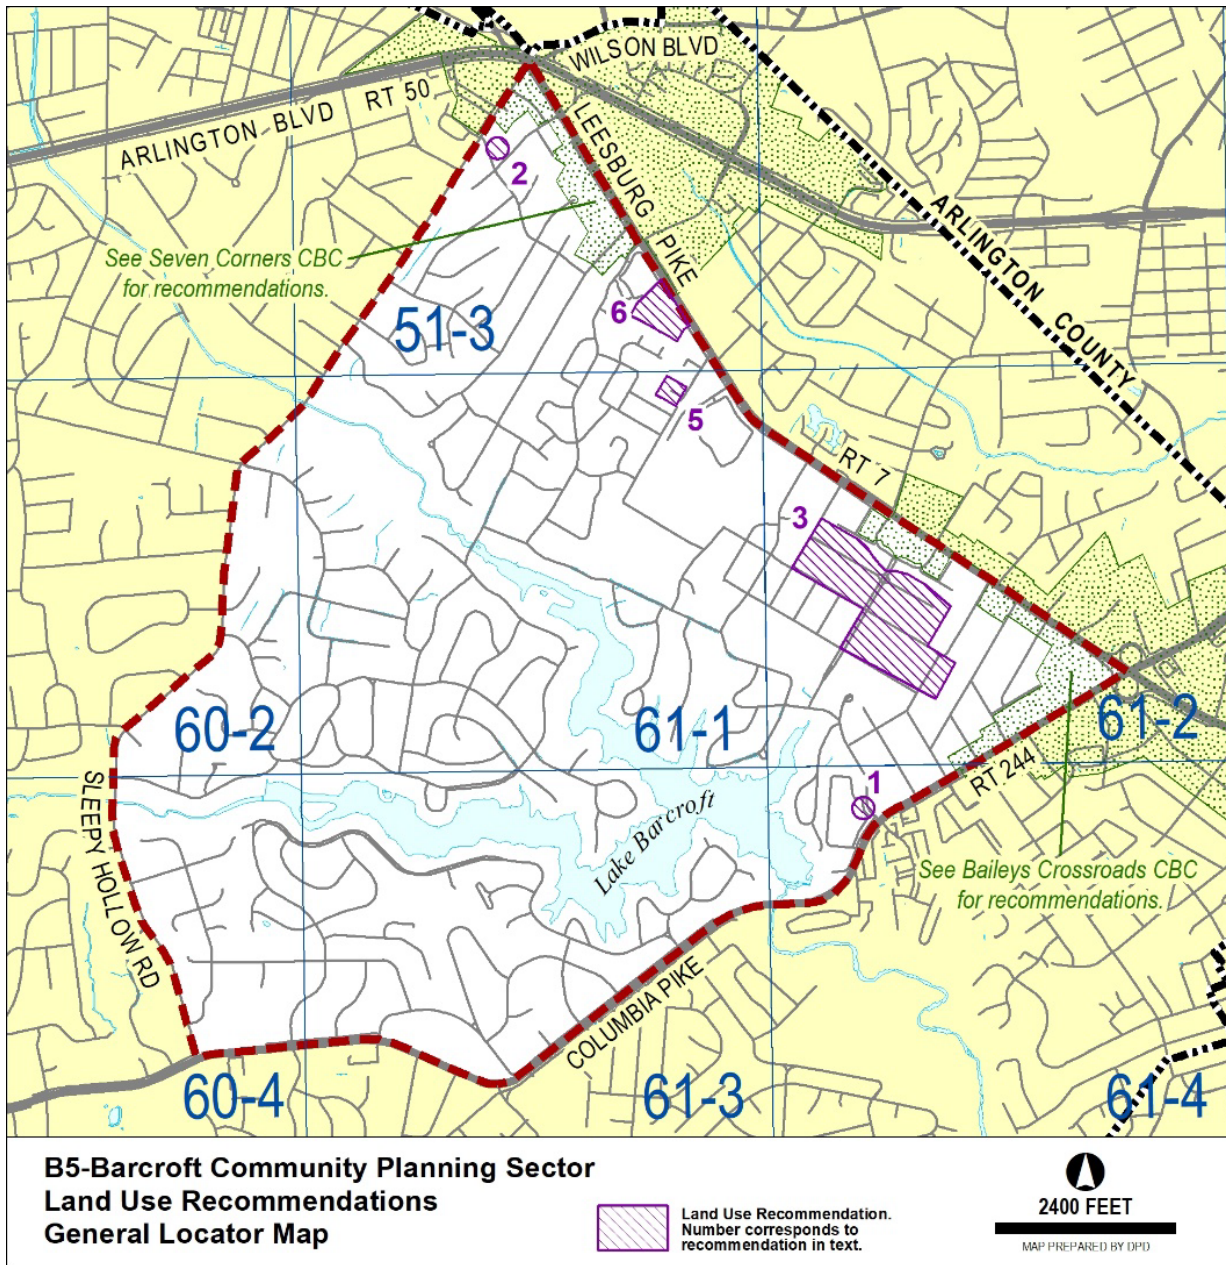 WILSON BLVD
ARLINGTON BLVD RT 50
LEESBURG PIKE
2
ARLINGTON COUNTY
See Seven Corners CBC
for recommendations.
51-3
6
5
RT 7
3
60-2
61-1
61-2
SLEEPY HOLLOW RD
Lake Barcroft
1
RT 244
See Baileys Crossroads CBC
for recommendations.
COLUMBIA PIKE
60-4
61-3
61-4
B5-Barcroft Community Planning Sector
Land Use Recommendations
General Locator Map
Land Use Recommendation.
Number corresponds to
recommendation in text.
2400 FEET
MAP PREPARED BY DPD